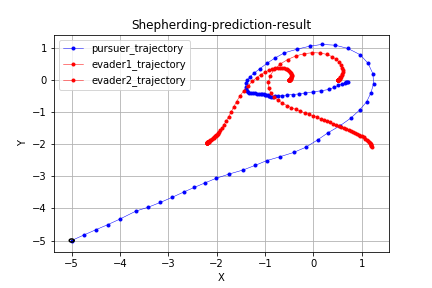 Shepherding-prediction-result
pursuer_trajectory
evader1_trajectory
evader2_trajectory
Y
1
0
−1
−2
−3
−4
−5
−5
−4
−3
−2
−1
0
1
X